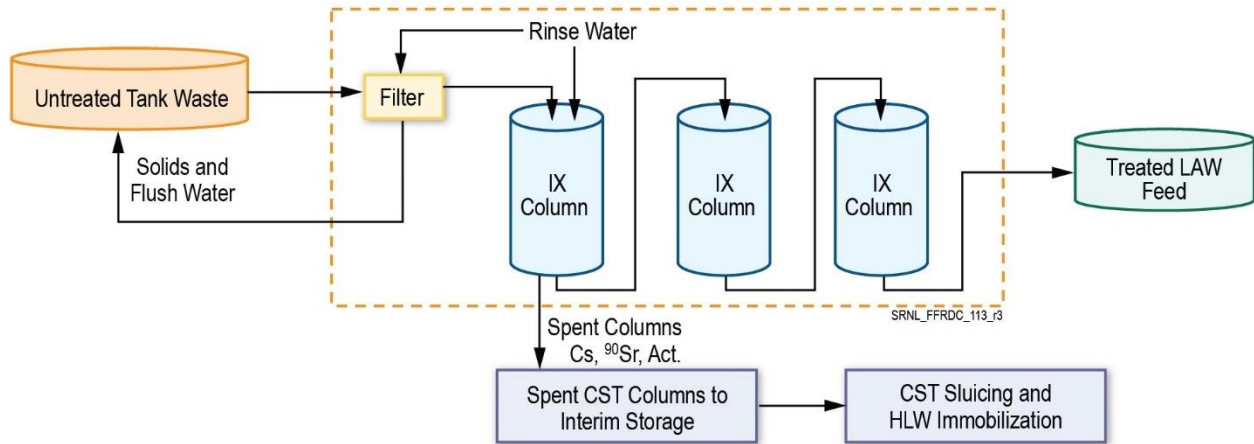 Rinse Water
Untreated Tank Waste
Filter
Solids and
Flush Water
IX
Column
IX
Column
IX
Column
Treated LAW
Feed
SRNL_FFRDC_113_r3
Spent Columns
Cs, ⁹⁰Sr, Act.
Spent CST Columns to
Interim Storage
CST Sluicing and
HLW Immobilization